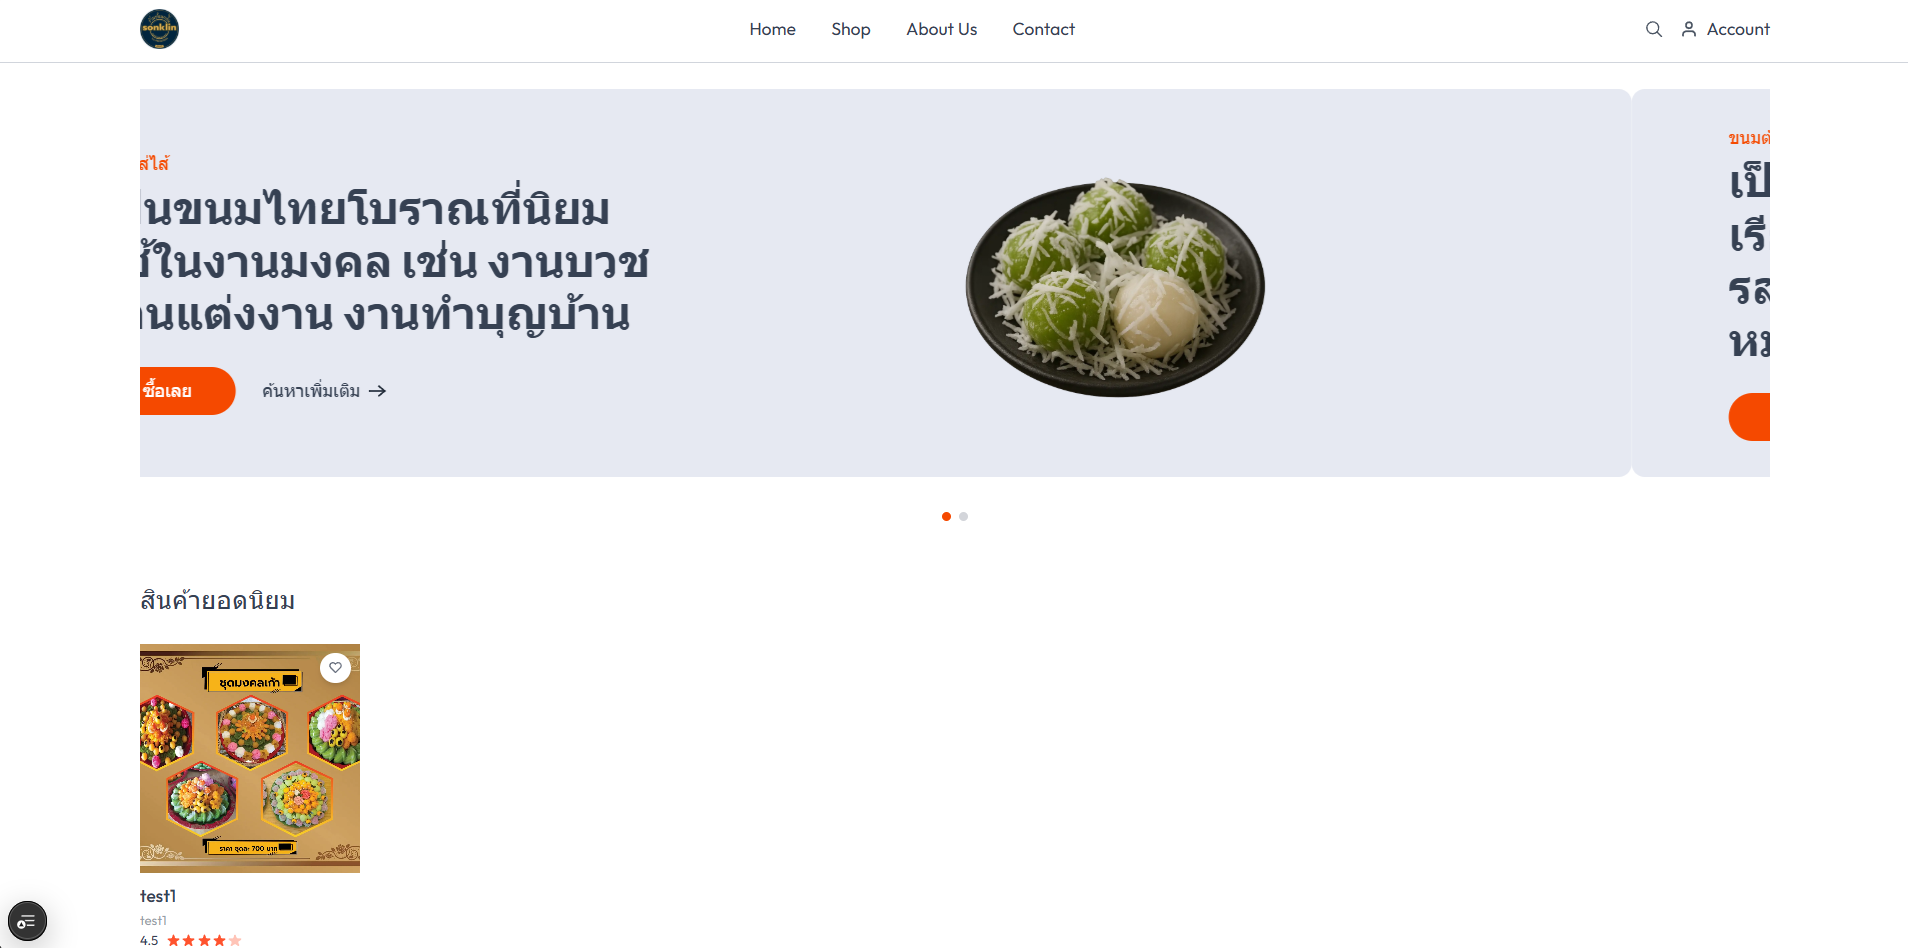 sonklin
Home
Shop
About Us
Contact
Account
ส่ไส้
นขนมไทยโบราณที่นิยม
ช้ในงานมงคล เช่น งานบวช
านแต่งงาน งานทำบุญบ้าน
ซื้อเลย
ค้นหาเพิ่มเติม
ขนมต้
เป็
เรี
รส
หม
สินค้ายอดนิยม
ชุดมงคลเก้า
ราคา ชุดละ 700 บาท
test1
test1
4.5